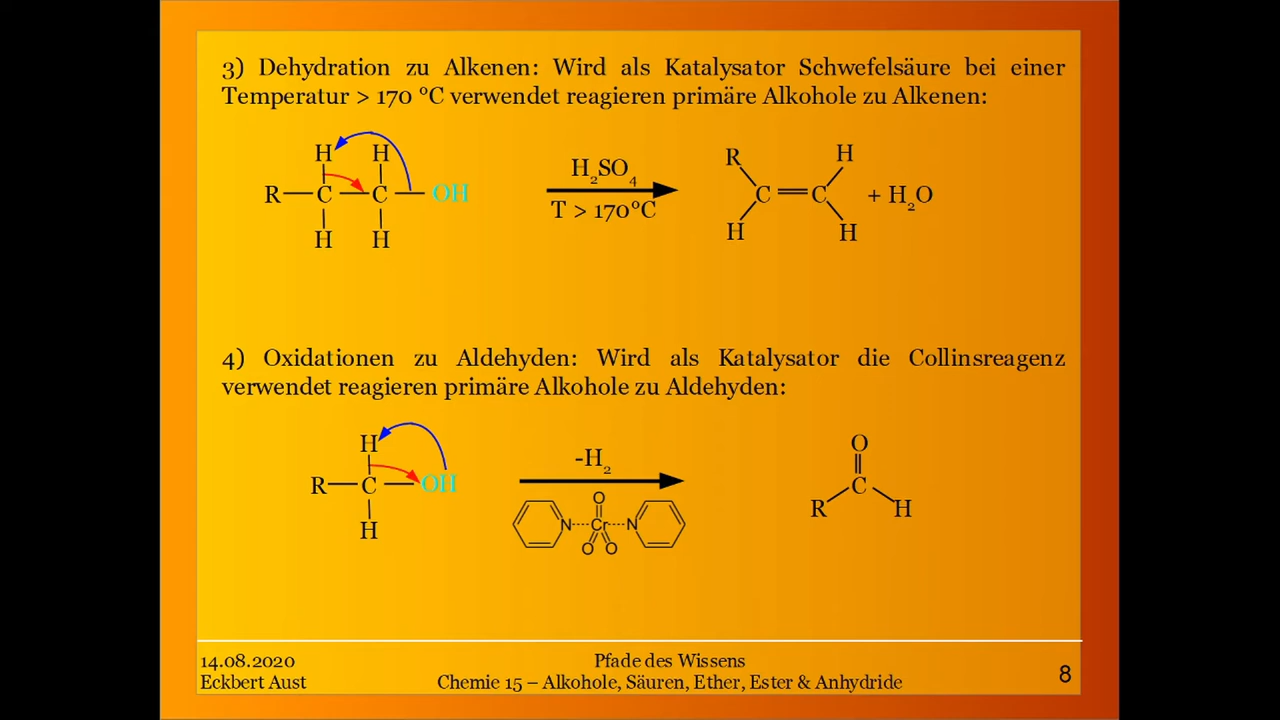 3) Dehydration zu Alkenen: Wird als Katalysator Schwefelsäure bei einer
Temperatur > 170 °C verwendet reagieren primäre Alkohole zu Alkenen:
H H
R C C OH
H H
H₂SO₄
T > 170°C
R H
C C + H₂O
H H
4) Oxidationen zu Aldehyden: Wird als Katalysator die Collinsreagenz
verwendet reagieren primäre Alkohole zu Aldehyden:
H
R C OH
H
-H₂
O
N Cr N
O O
O
C
R H
14.08.2020
Eckbert Aust
Pfade des Wissens
Chemie 15 – Alkohole, Säuren, Ether, Ester & Anhydride
8